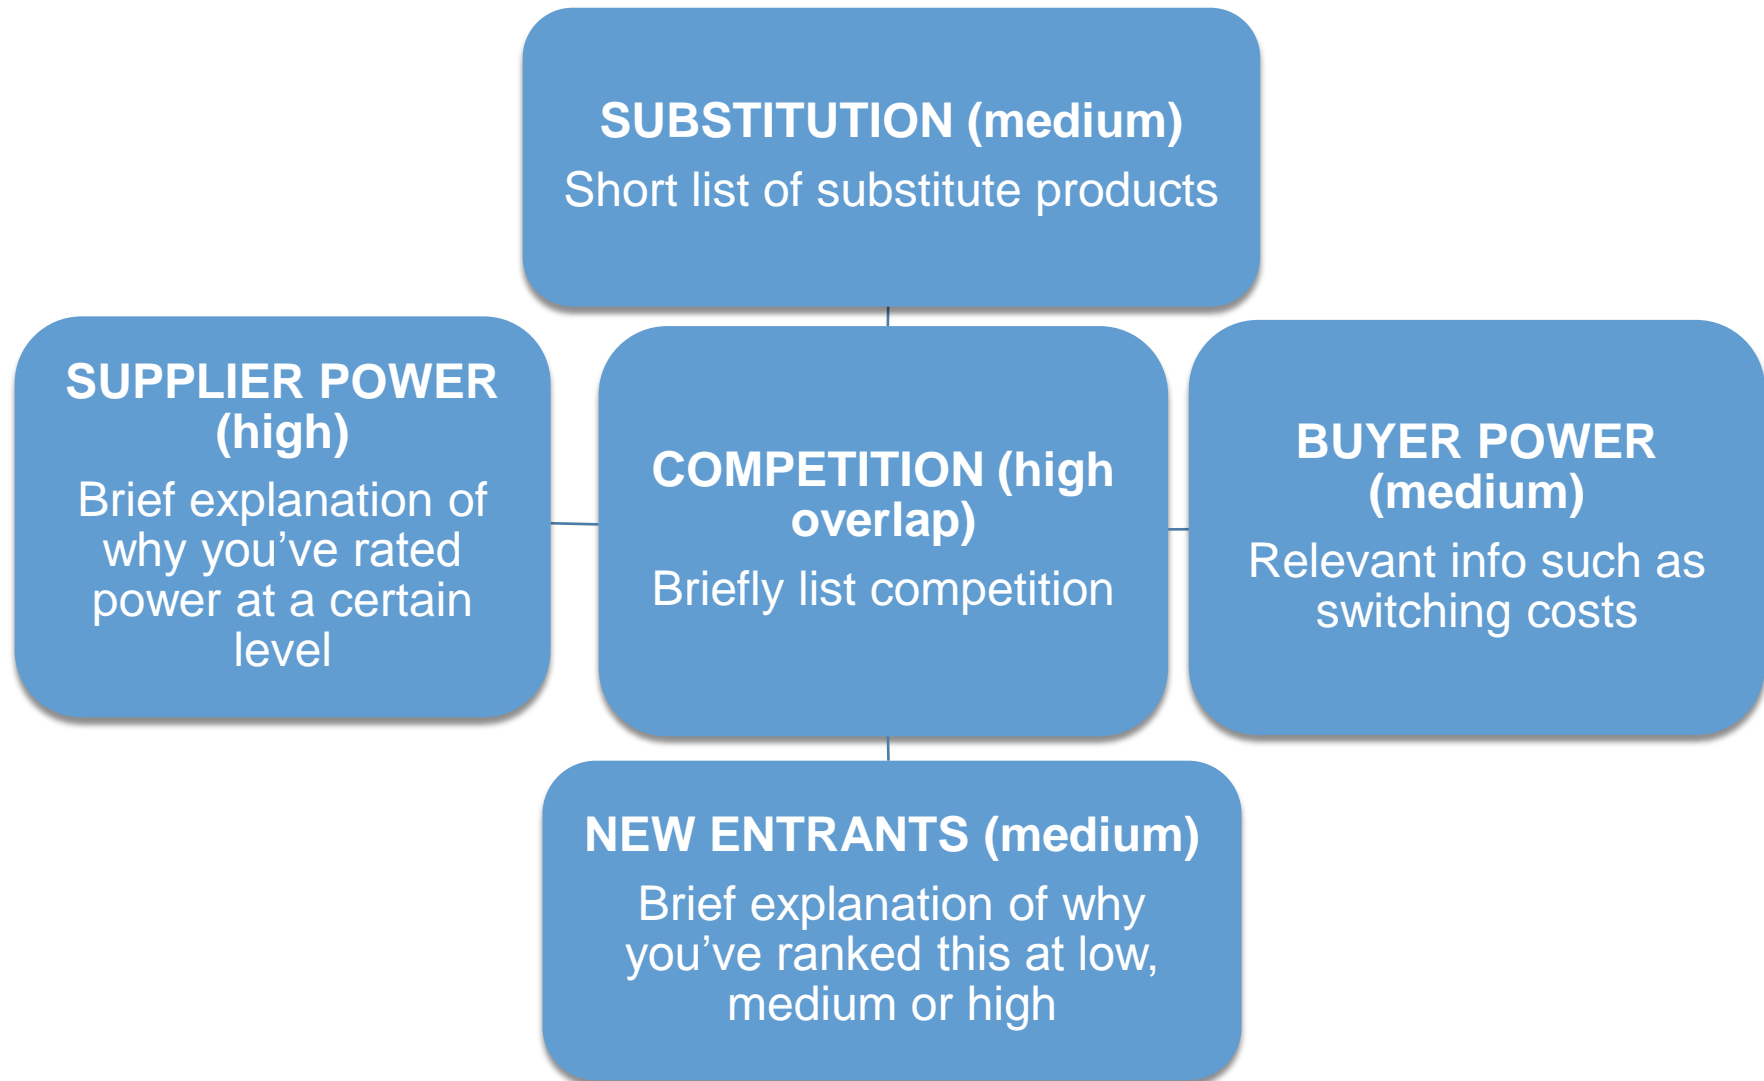 SUBSTITUTION (medium)
Short list of substitute products
SUPPLIER POWER
(high)
Brief explanation of
why you’ve rated
power at a certain
level
COMPETITION (high
overlap)
Briefly list competition
BUYER POWER
(medium)
Relevant info such as
switching costs
NEW ENTRANTS (medium)
Brief explanation of why
you’ve ranked this at low,
medium or high